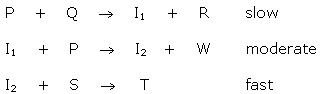 P + Q → I₁ + R slow
I₁ + P → I₂ + W moderate
I₂ + S → T fast